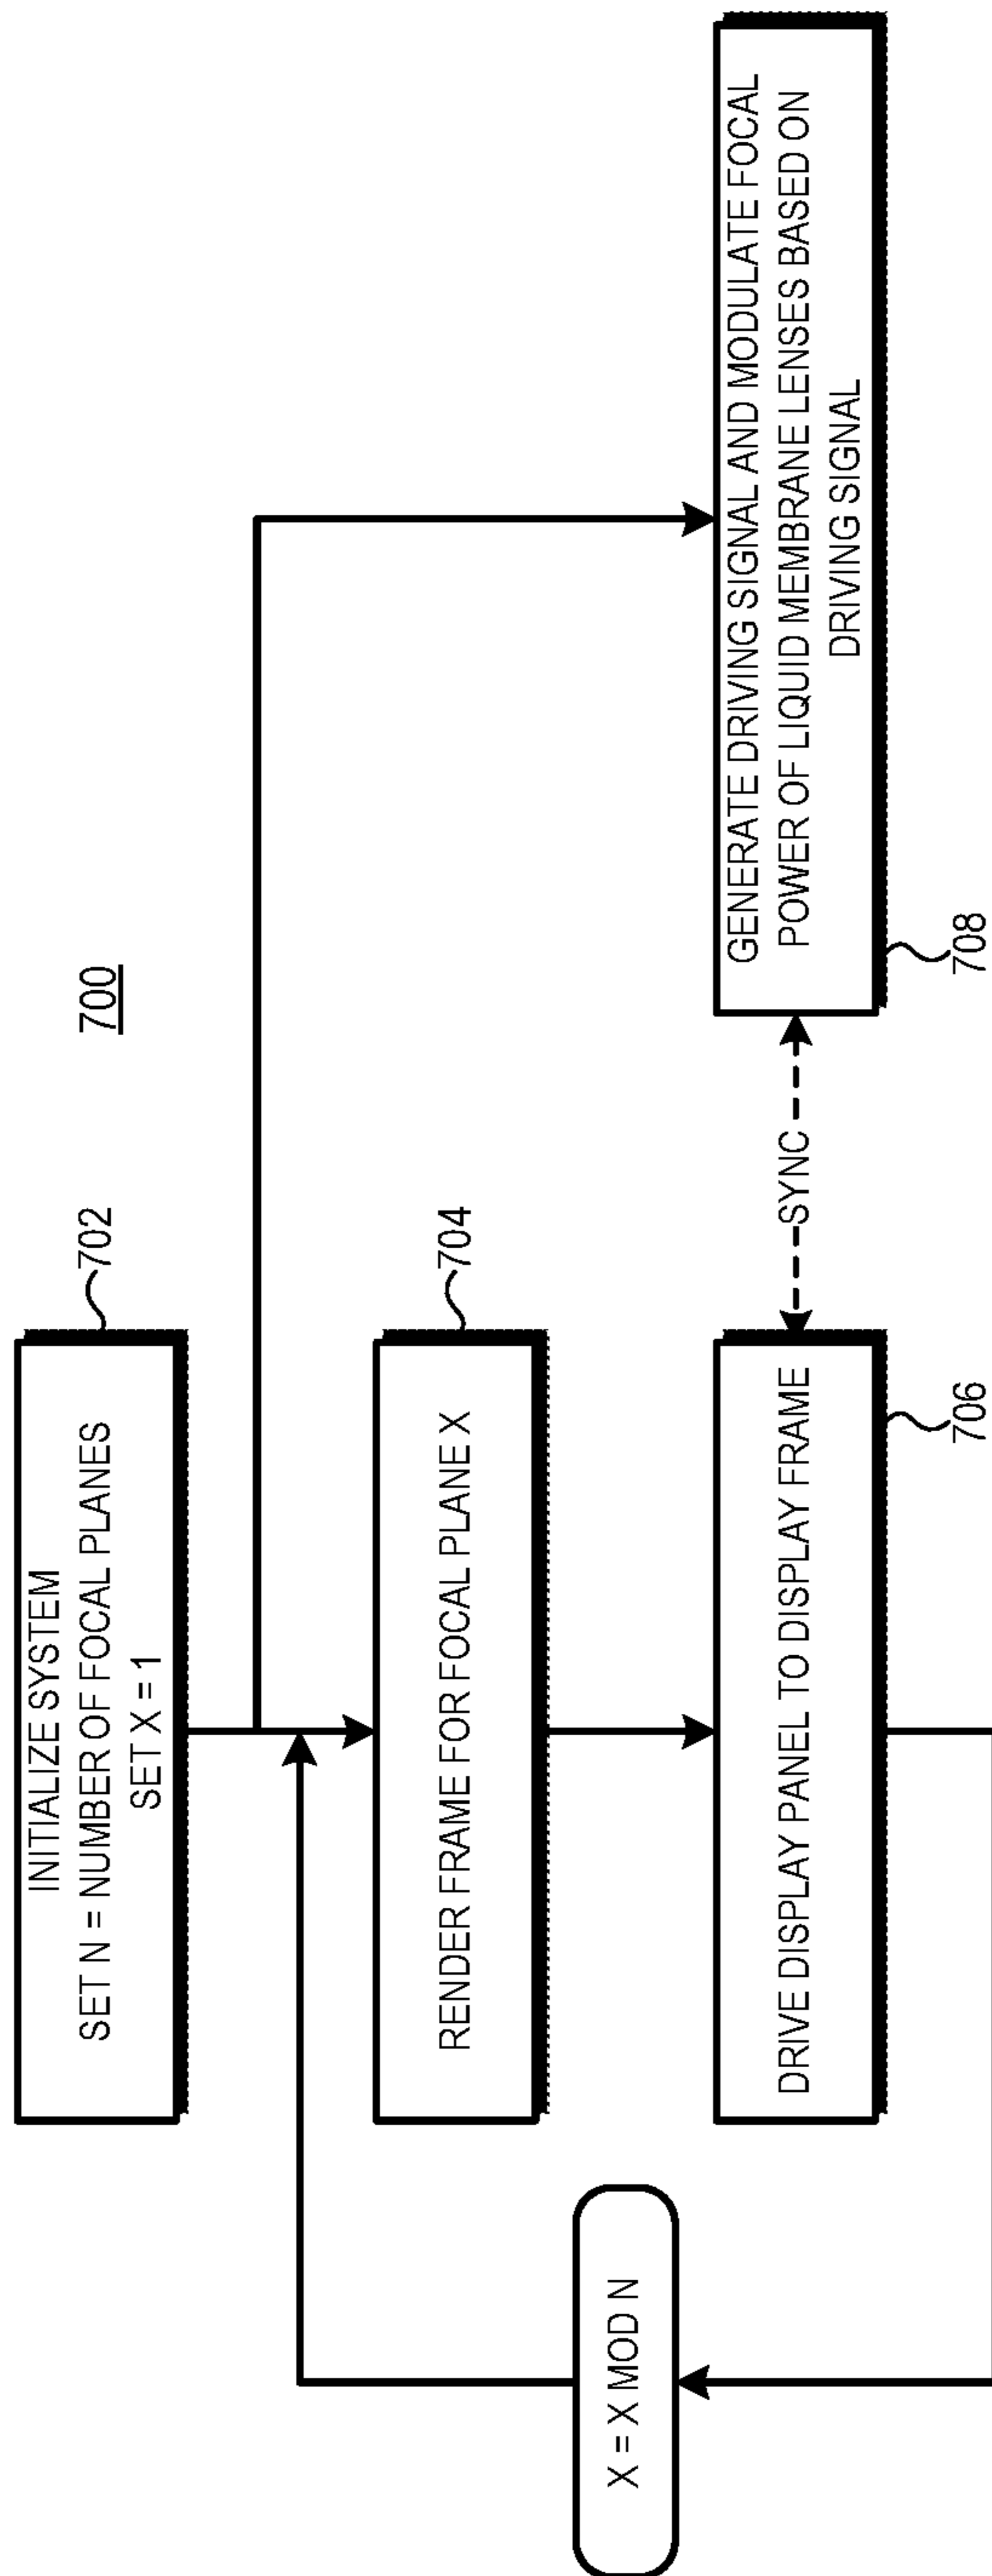 700
INITIALIZE SYSTEM
SET N = NUMBER OF FOCAL PLANES
SET X = 1
702
RENDER FRAME FOR FOCAL PLANE X
704
X = X MOD N
DRIVE DISPLAY PANEL TO DISPLAY FRAME
706
SYNC
GENERATE DRIVING SIGNAL AND MODULATE FOCAL
POWER OF LIQUID MEMBRANE LENSES BASED ON
DRIVING SIGNAL
708